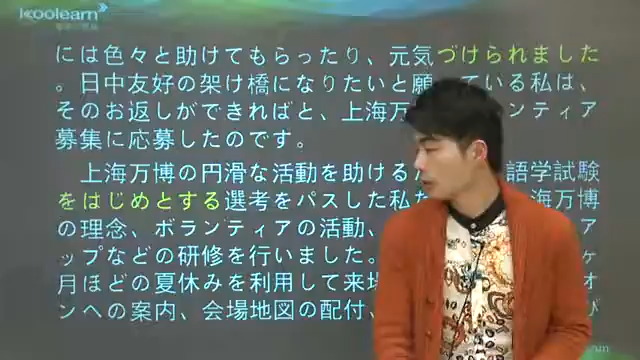 koolearn
には色々と助けてもらったり、元気づけられました
。日中友好の架け橋になりたいと願 ている私は、
そのお返しができればと、上海万 ランティア
募集に応募したのです。
上海万博の円滑な活動を助けるた 語学試験
をはじめとする選考をパスした私た 海万博
の理念、ボランティアの活動、 ア
ップなどの研修を行いました。 ヶ
月ほどの夏休みを利用して来場 オ
ンへの案内、会場地図の配付、 び